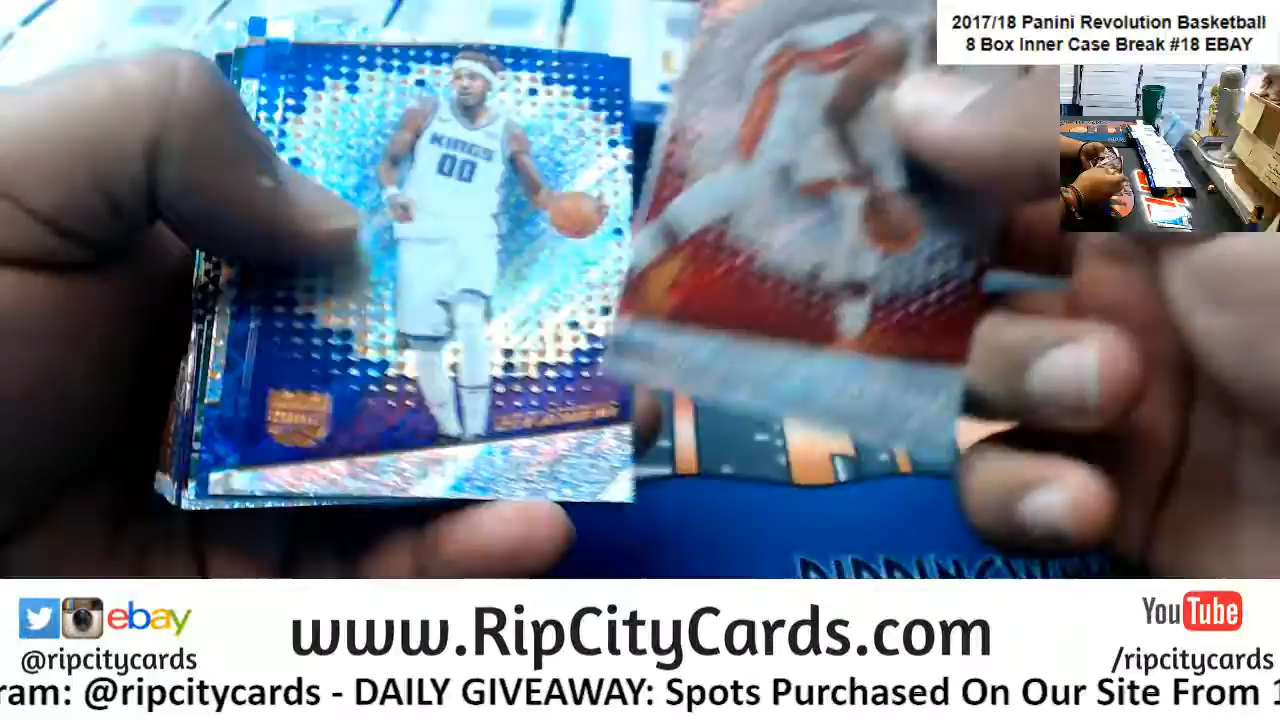 2017/18 Panini Revolution Basketball
8 Box Inner Case Break #18 EBAY
KINGS
00
ebay
@ripcitycards
www.RipCityCards.com
YouTube
/ripcitycards
ram: @ripcitycards - DAILY GIVEAWAY: Spots Purchased On Our Site From 1